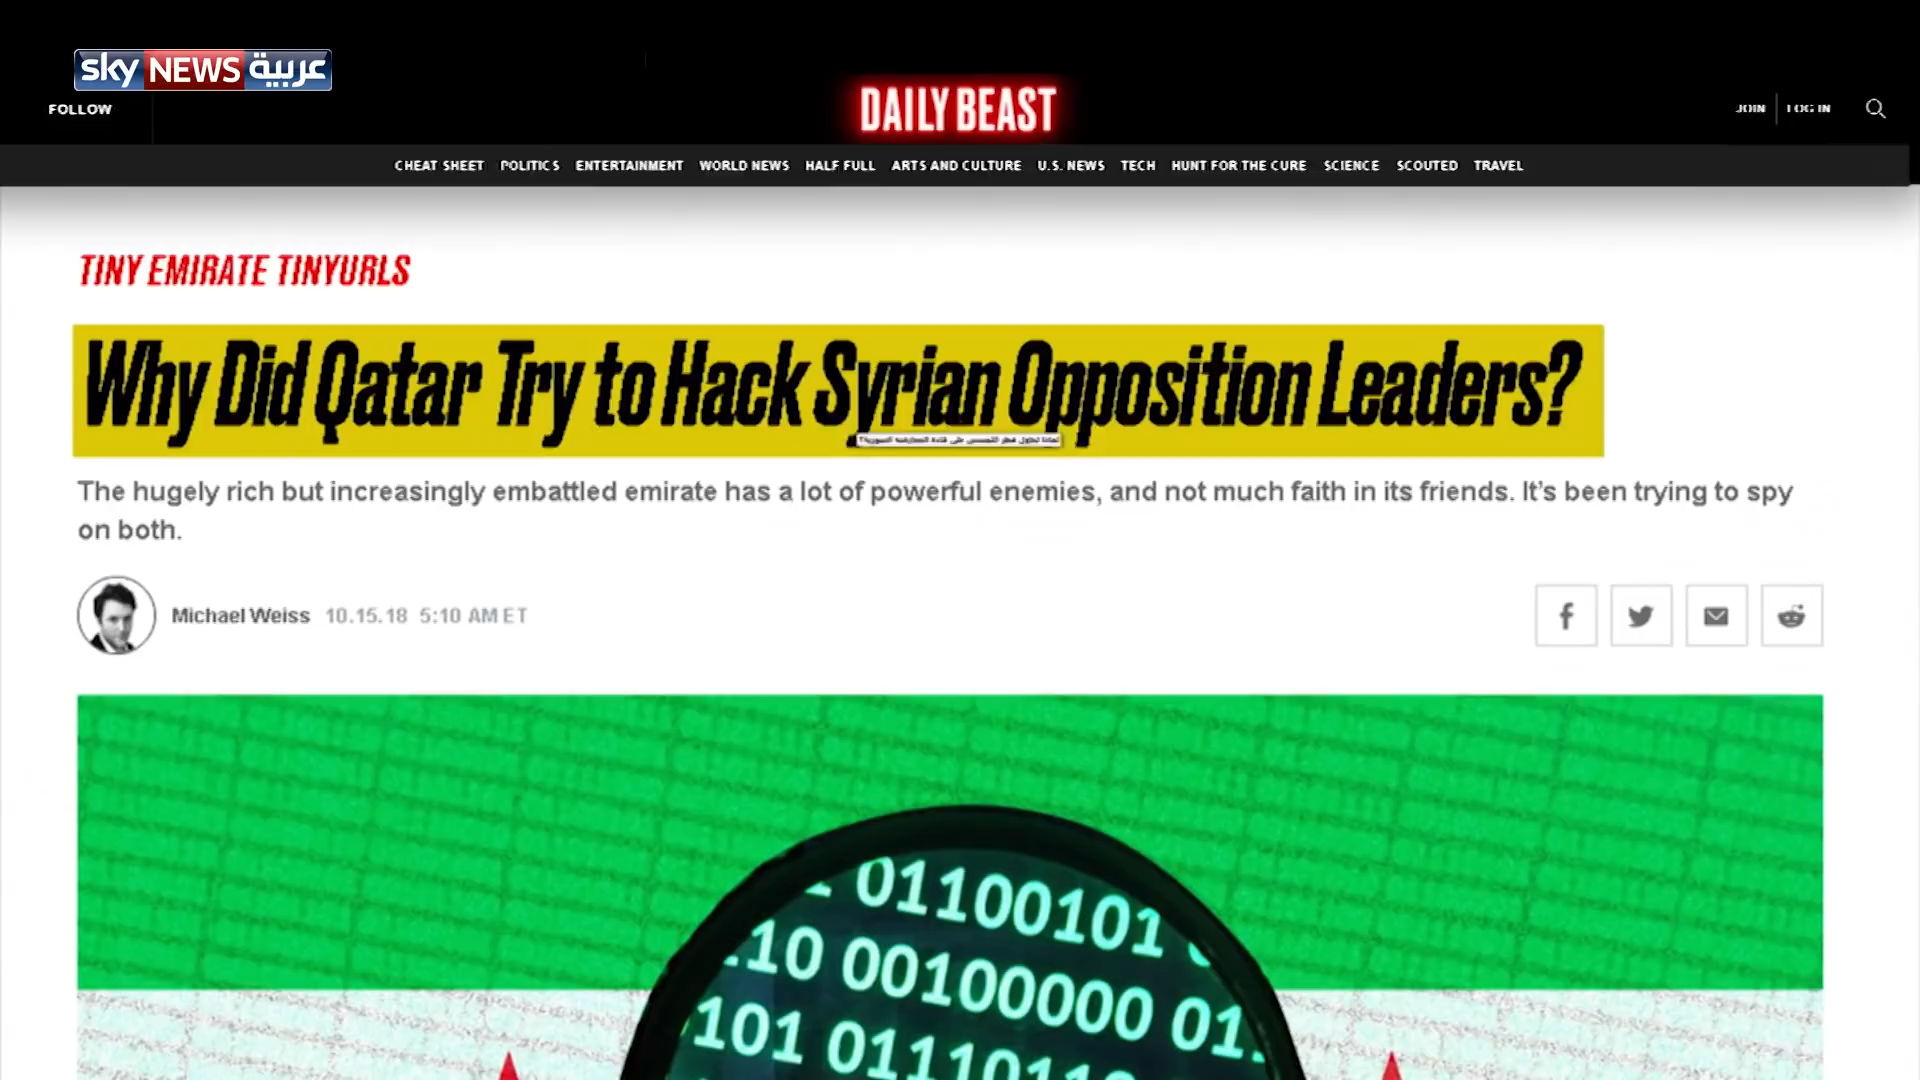 sky NEWS عربية
FOLLOW
DAILY BEAST
JOIN LOG IN
CHEAT SHEET POLITICS ENTERTAINMENT WORLD NEWS HALF FULL ARTS AND CULTURE U.S. NEWS TECH HUNT FOR THE CURE SCIENCE SCOUTED TRAVEL
TINY EMIRATE TINYURLS
Why Did Qatar Try to Hack Syrian Opposition Leaders?
لماذا تحاول قطر التجسس على قادة المعارضة السورية؟
The hugely rich but increasingly embattled emirate has a lot of powerful enemies, and not much faith in its friends. It’s been trying to spy
on both.
Michael Weiss 10.15.18 5:10 AM ET
01100101
10 00100000 01
101 01110110